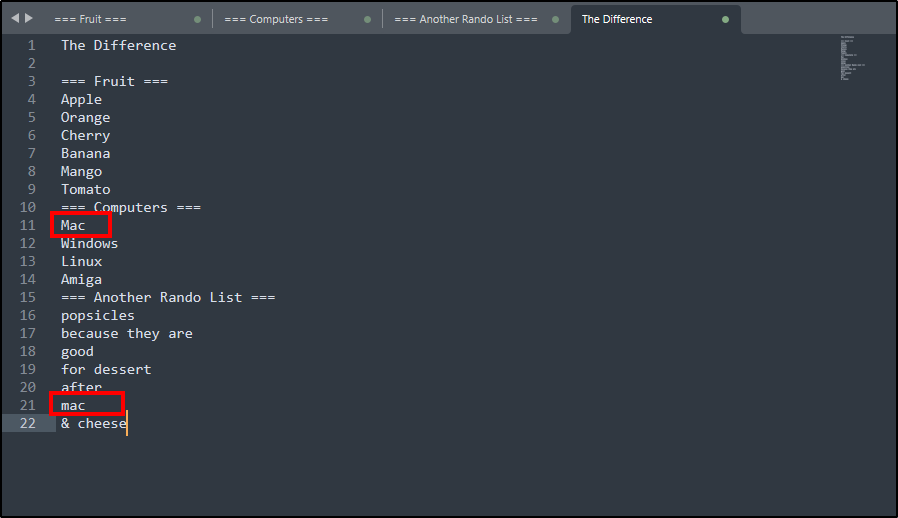 === Fruit ===
=== Computers ===
=== Another Rando List ===
The Difference
1 The Difference
2
3 === Fruit ===
4 Apple
5 Orange
6 Cherry
7 Banana
8 Mango
9 Tomato
10 === Computers ===
11 Mac
12 Windows
13 Linux
14 Amiga
15 === Another Rando List ===
16 popsicles
17 because they are
18 good
19 for dessert
20 after
21 mac
22 & cheese